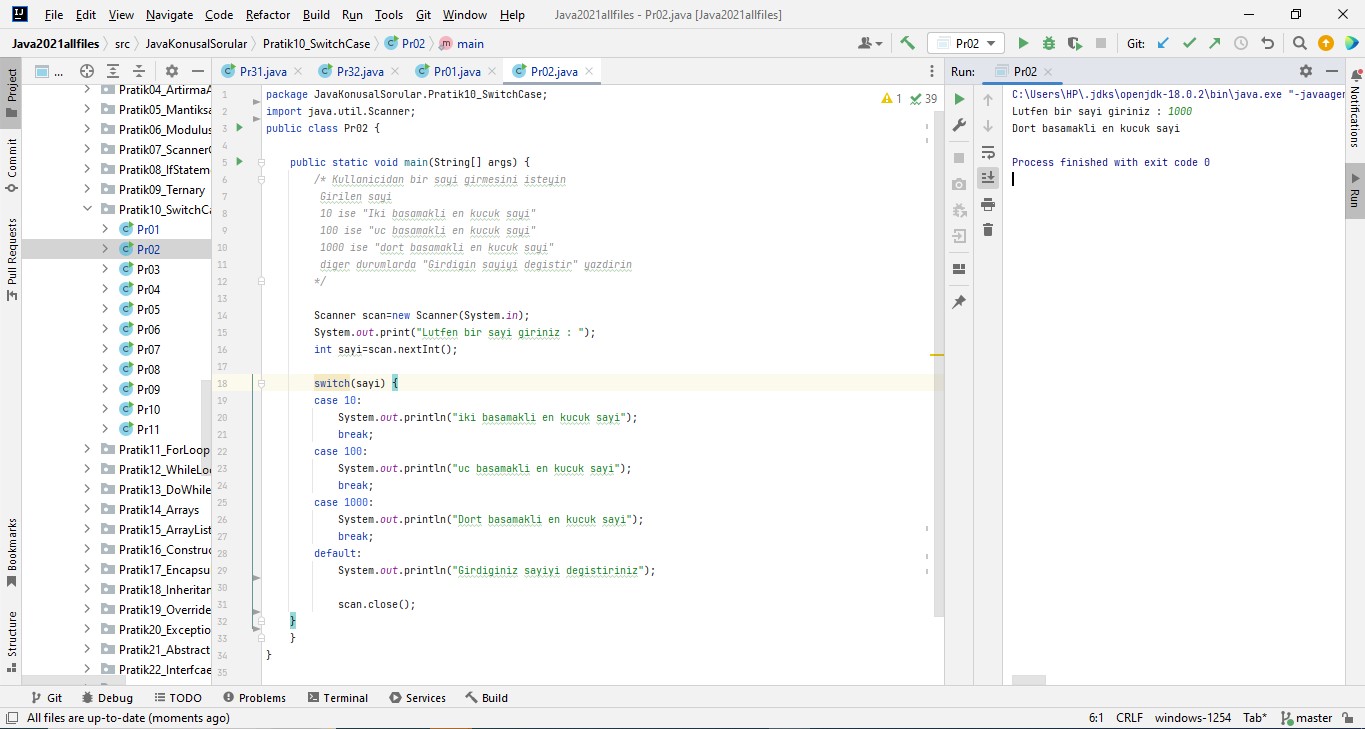 File Edit View Navigate Code Refactor Build Run Tools Git Window Help Java2021allfiles - Pr02.java [Java2021allfiles]
Java2021allfiles src JavaKonusalSorular Pratik10_SwitchCase Pr02 main Pr02 Git:
Project
Commit
Pull Requests
Bookmarks
Structure
...
Pratik04_ArtirmaA
Pratik05_Mantiksa
Pratik06_Modulus
Pratik07_Scanner
Pratik08_IfStatem
Pratik09_Ternary
Pratik10_SwitchCa
Pr01
Pr02
Pr03
Pr04
Pr05
Pr06
Pr07
Pr08
Pr09
Pr10
Pr11
Pratik11_ForLoop
Pratik12_WhileLo
Pratik13_DoWhile
Pratik14_Arrays
Pratik15_ArrayList
Pratik16_Construc
Pratik17_Encapsu
Pratik18_Inheritan
Pratik19_Override
Pratik20_Exceptio
Pratik21_Abstract
Pratik22_Interfcae
Pr31.java Pr32.java Pr01.java Pr02.java
1 39
1 package JavaKonusalSorular.Pratik10_SwitchCase;
2 import java.util.Scanner;
3 public class Pr02 {
4
5 public static void main(String[] args) {
6 /* Kullanicidan bir sayi girmesini isteyin
7 Girilen sayi
8 10 ise "Iki basamakli en kucuk sayi"
9 100 ise "uc basamakli en kucuk sayi"
10 1000 ise "dort basamakli en kucuk sayi"
11 diger durumlarda "Girdigin sayiyi degistir" yazdirin
12 */
13
14 Scanner scan=new Scanner(System.in);
15 System.out.print("Lutfen bir sayi giriniz : ");
16 int sayi=scan.nextInt();
17
18 switch(sayi) {
19 case 10:
20 System.out.println("iki basamakli en kucuk sayi");
21 break;
22 case 100:
23 System.out.println("uc basamakli en kucuk sayi");
24 break;
25 case 1000:
26 System.out.println("Dort basamakli en kucuk sayi");
27 break;
28 default:
29 System.out.println("Girdiginiz sayiyi degistiriniz");
30
31 scan.close();
32 }
33 }
34 }
35
Run: Pr02
C:\Users\HP\.jdks\openjdk-18.0.2\bin\java.exe "-javaagen
Lutfen bir sayi giriniz : 1000
Dort basamakli en kucuk sayi
Process finished with exit code 0
Notifications
Run
Git Debug TODO Problems Terminal Services Build
All files are up-to-date (moments ago) 6:1 CRLF windows-1254 Tab* master